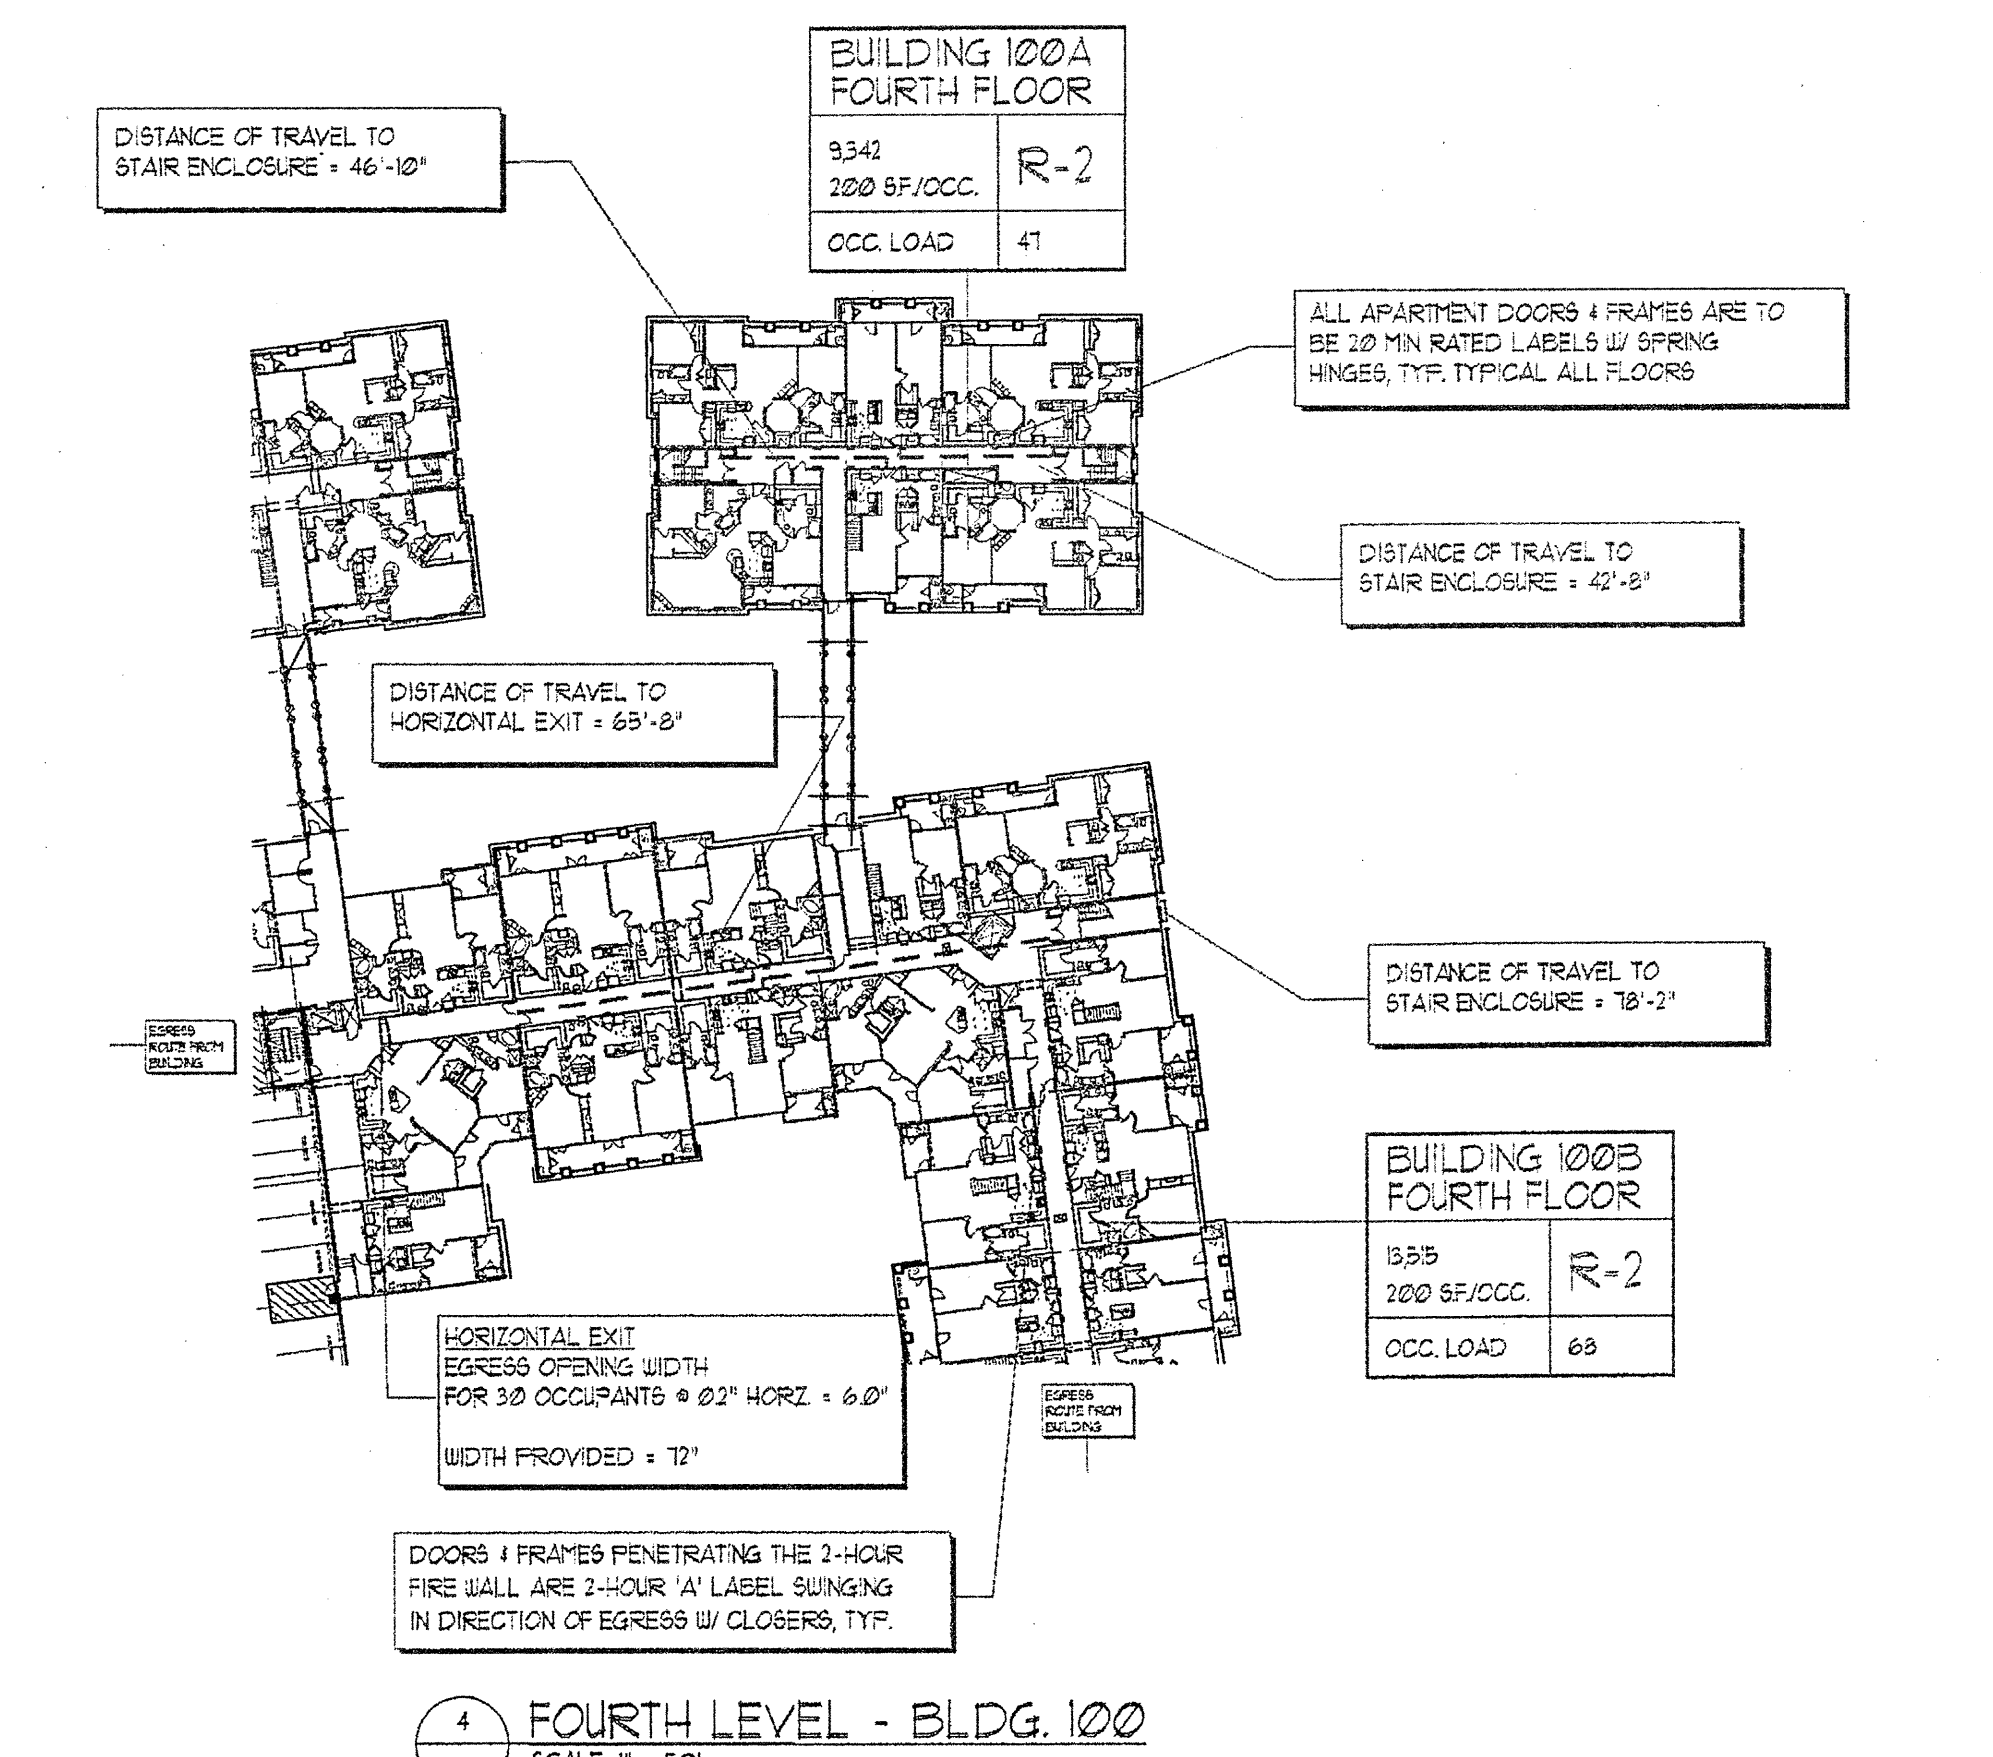 BUILDING 100A
FOURTH FLOOR
9,342
200 SF./OCC.
R-2
OCC. LOAD
47
DISTANCE OF TRAVEL TO
STAIR ENCLOSURE = 46'-10"
ALL APARTMENT DOORS & FRAMES ARE TO
BE 20 MIN RATED LABELS W/ SPRING
HINGES, TYP. TYPICAL ALL FLOORS
DISTANCE OF TRAVEL TO
STAIR ENCLOSURE = 42'-8"
DISTANCE OF TRAVEL TO
HORIZONTAL EXIT = 65'-8"
DISTANCE OF TRAVEL TO
STAIR ENCLOSURE = 78'-2"
EGRESS
ROUTE FROM
BUILDING
BUILDING 100B
FOURTH FLOOR
13,515
200 SF./OCC.
R-2
OCC. LOAD
68
HORIZONTAL EXIT
EGRESS OPENING WIDTH
FOR 30 OCCUPANTS @ 02" HORZ. = 6.0"
WIDTH PROVIDED = 72"
EGRESS
ROUTE FROM
BUILDING
DOORS & FRAMES PENETRATING THE 2-HOUR
FIRE WALL ARE 2-HOUR 'A' LABEL SWINGING
IN DIRECTION OF EGRESS W/ CLOSERS, TYP.
4
FOURTH LEVEL - BLDG. 100